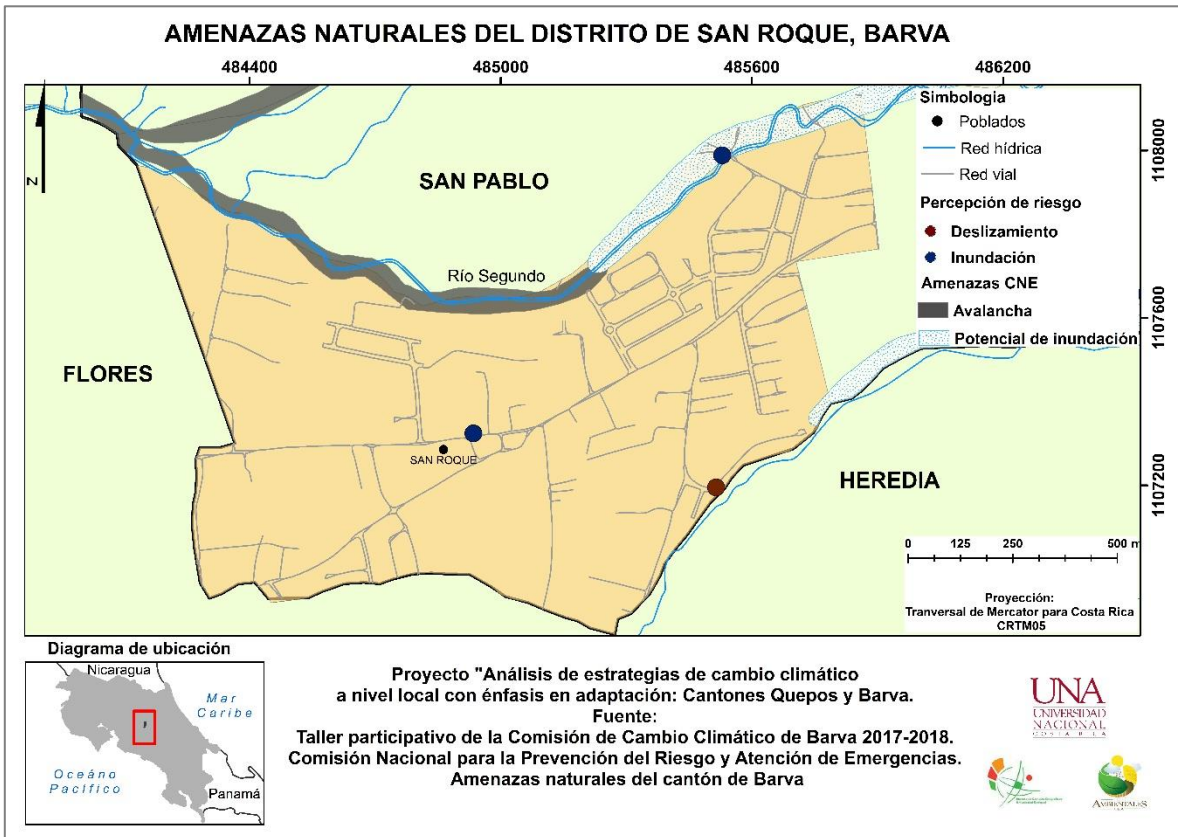 AMENAZAS NATURALES DEL DISTRITO DE SAN ROQUE, BARVA
484400 485000 485600 486200
N
Simbologia
Poblados
Red hídrica
Red vial
Percepción de riesgo
Deslizamiento
Inundación
Amenazas CNE
Avalancha
Potencial de inundación
1108000
1107600
1107200
SAN PABLO
Río Segundo
FLORES
SAN ROQUE
HEREDIA
0 125 250 500 m
Proyección:
Tranversal de Mercator para Costa Rica
CRTM05
Diagrama de ubicación
Nicaragua
Mar
Caribe
Oceáno
Pacífico
Panamá
Proyecto "Análisis de estrategias de cambio climático
a nivel local con énfasis en adaptación: Cantones Quepos y Barva.
Fuente:
Taller participativo de la Comisión de Cambio Climático de Barva 2017-2018.
Comisión Nacional para la Prevención del Riesgo y Atención de Emergencias.
Amenazas naturales del cantón de Barva
UNA
UNIVERSIDAD
NACIONAL
COSTA RICA
AMBIENTALES